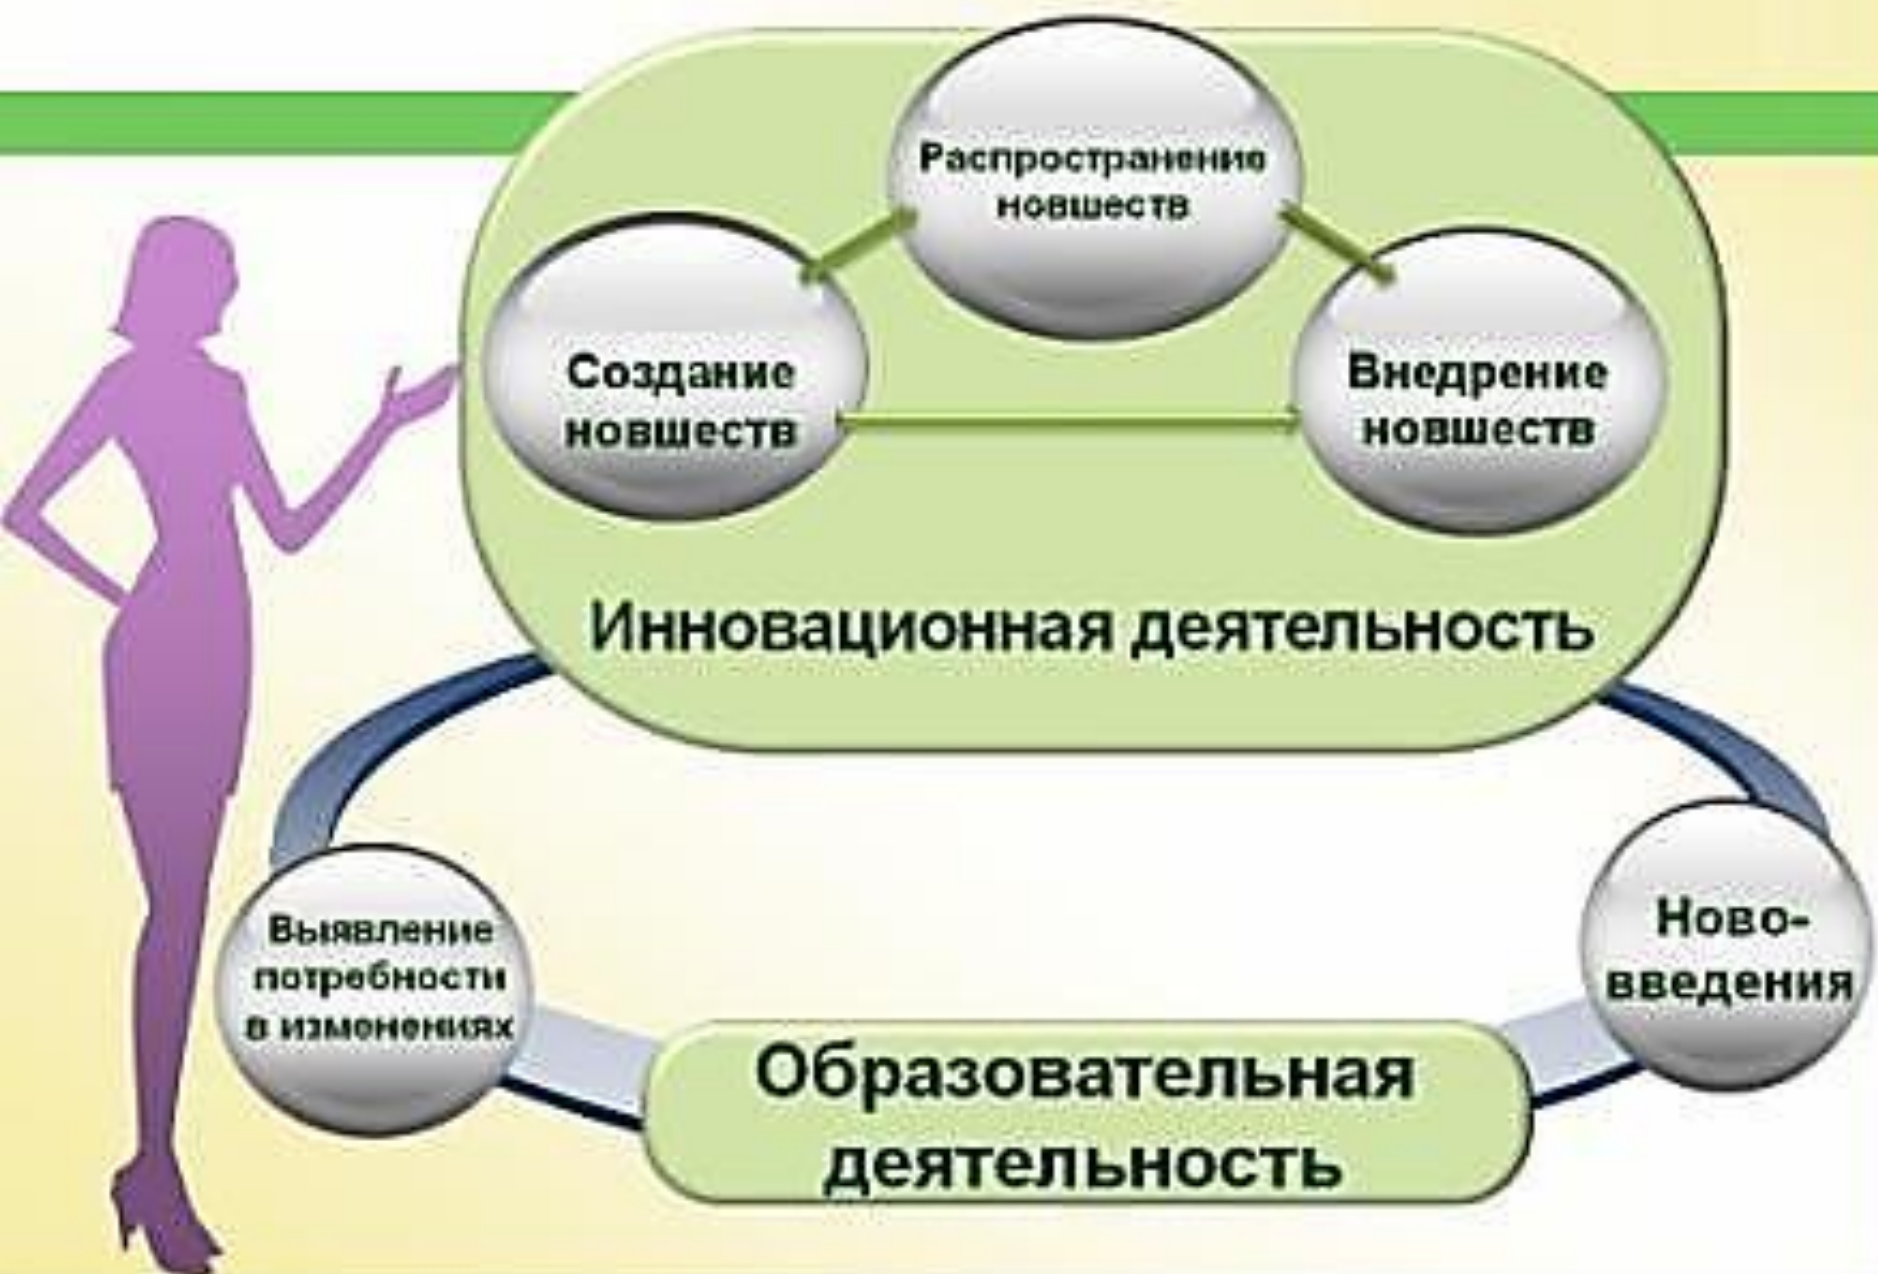 Распространение
новшеств
Создание
новшеств
Внедрение
новшеств
Инновационная деятельность
Выявление
потребности
в изменениях
Ново-
введения
Образовательная
деятельность